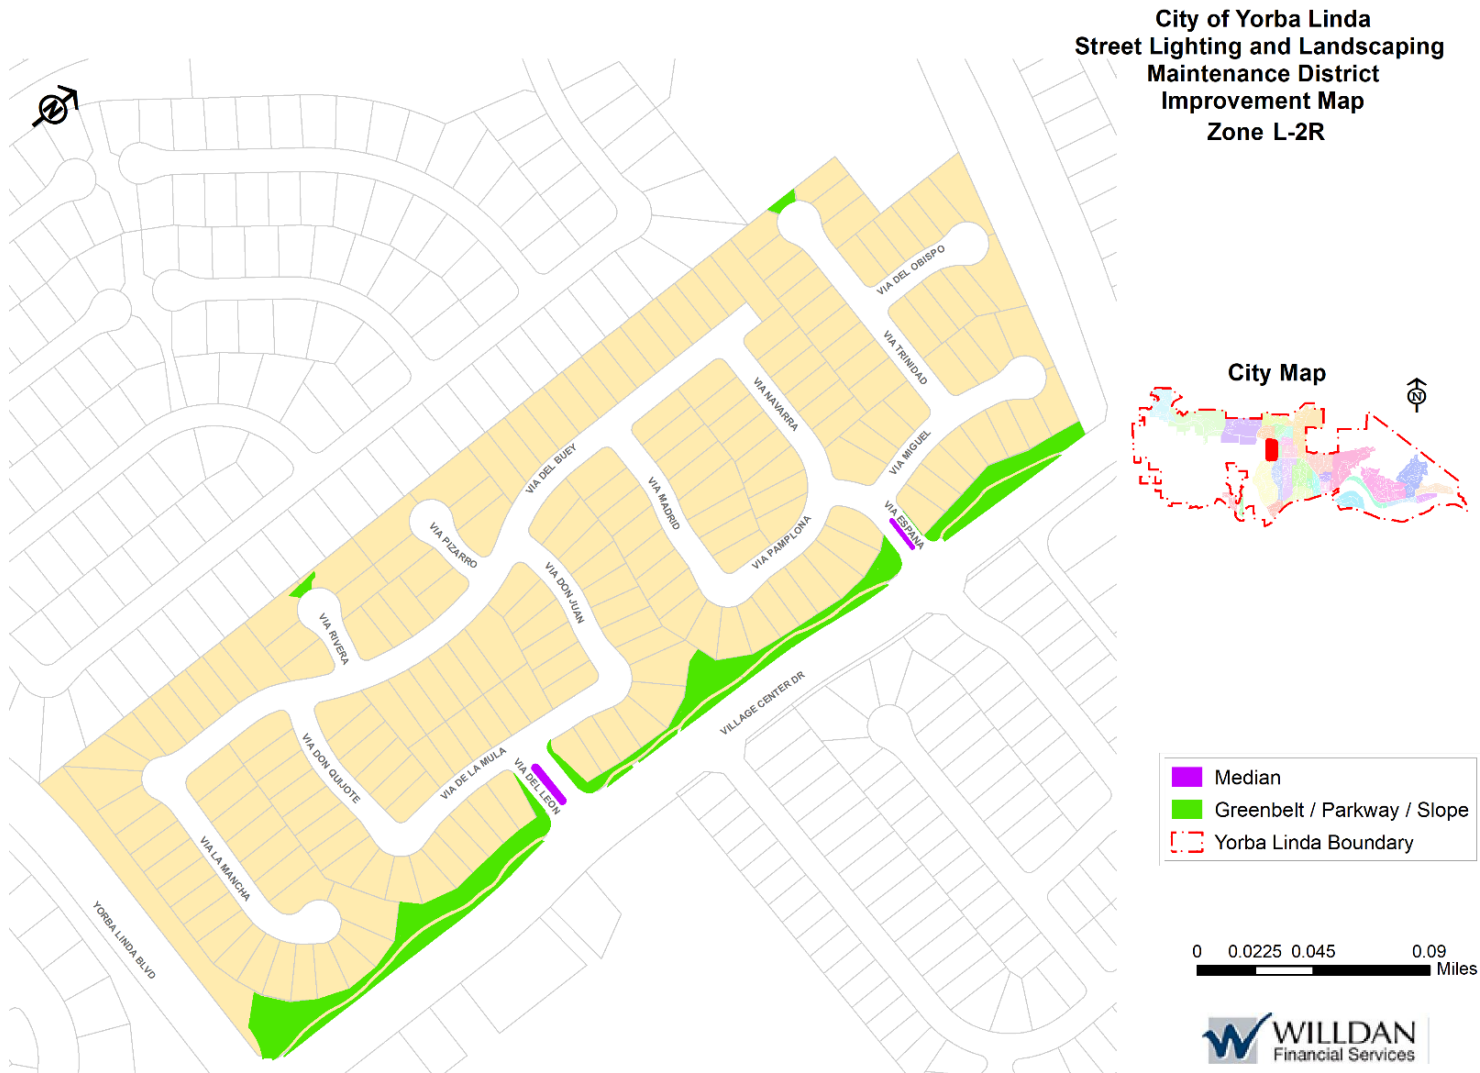 City of Yorba Linda
Street Lighting and Landscaping
Maintenance District
Improvement Map
Zone L-2R
N
VIA DEL OBISPO
VIA TRINIDAD
VIA NAVARRA
VIA MIGUEL
VIA DEL BUEY
VIA MADRID
VIA ESPANA
VIA PAMPLONA
VIA PIZARRO
VIA DON JUAN
VIA RIVERA
VILLAGE CENTER DR
VIA DON QUIJOTE
VIA DE LA MULA
VIA DEL LEON
VIA LA MANCHA
YORBA LINDA BLVD
City Map
N
Median
Greenbelt / Parkway / Slope
Yorba Linda Boundary
0 0.0225 0.045 0.09
Miles
WILLDAN
Financial Services